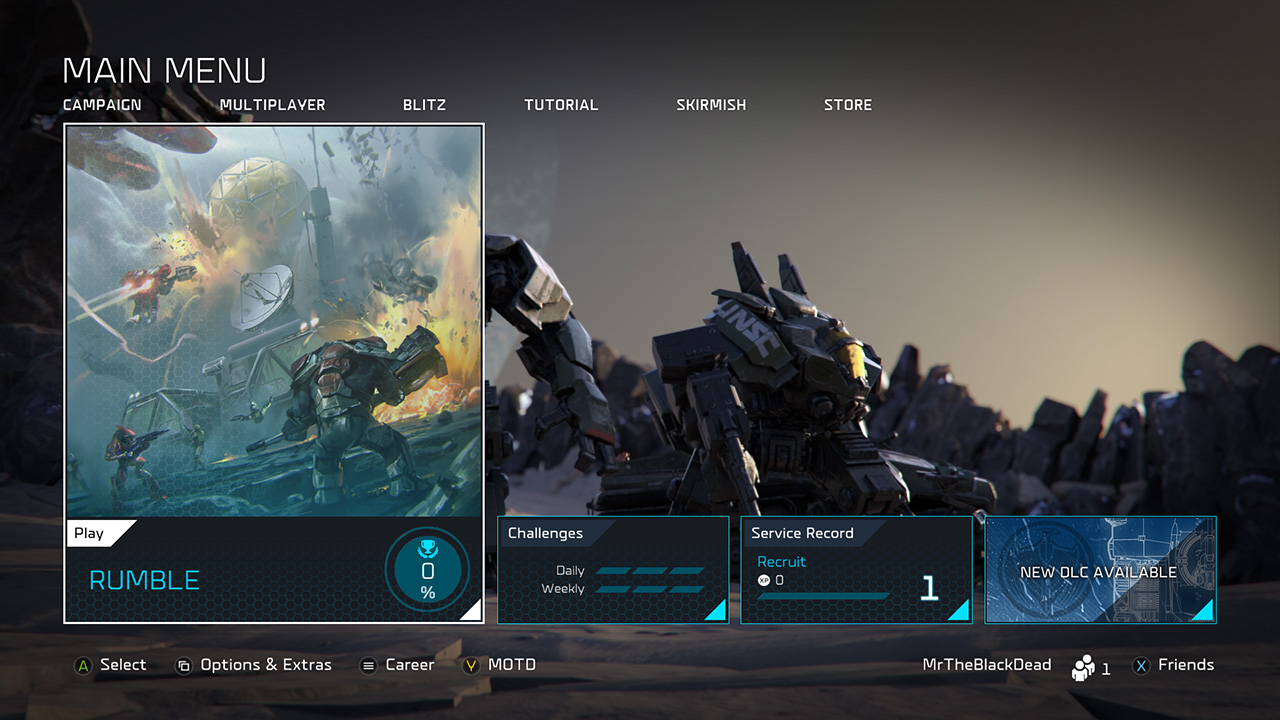 MAIN MENU
CAMPAIGN MULTIPLAYER BLITZ TUTORIAL SKIRMISH STORE
UNSC
Play
RUMBLE
0
%
Challenges
Daily
Weekly
Service Record
Recruit
XP 0
1
NEW DLC AVAILABLE
A Select Options & Extras Career Y MOTD MrTheBlackDead 1 X Friends